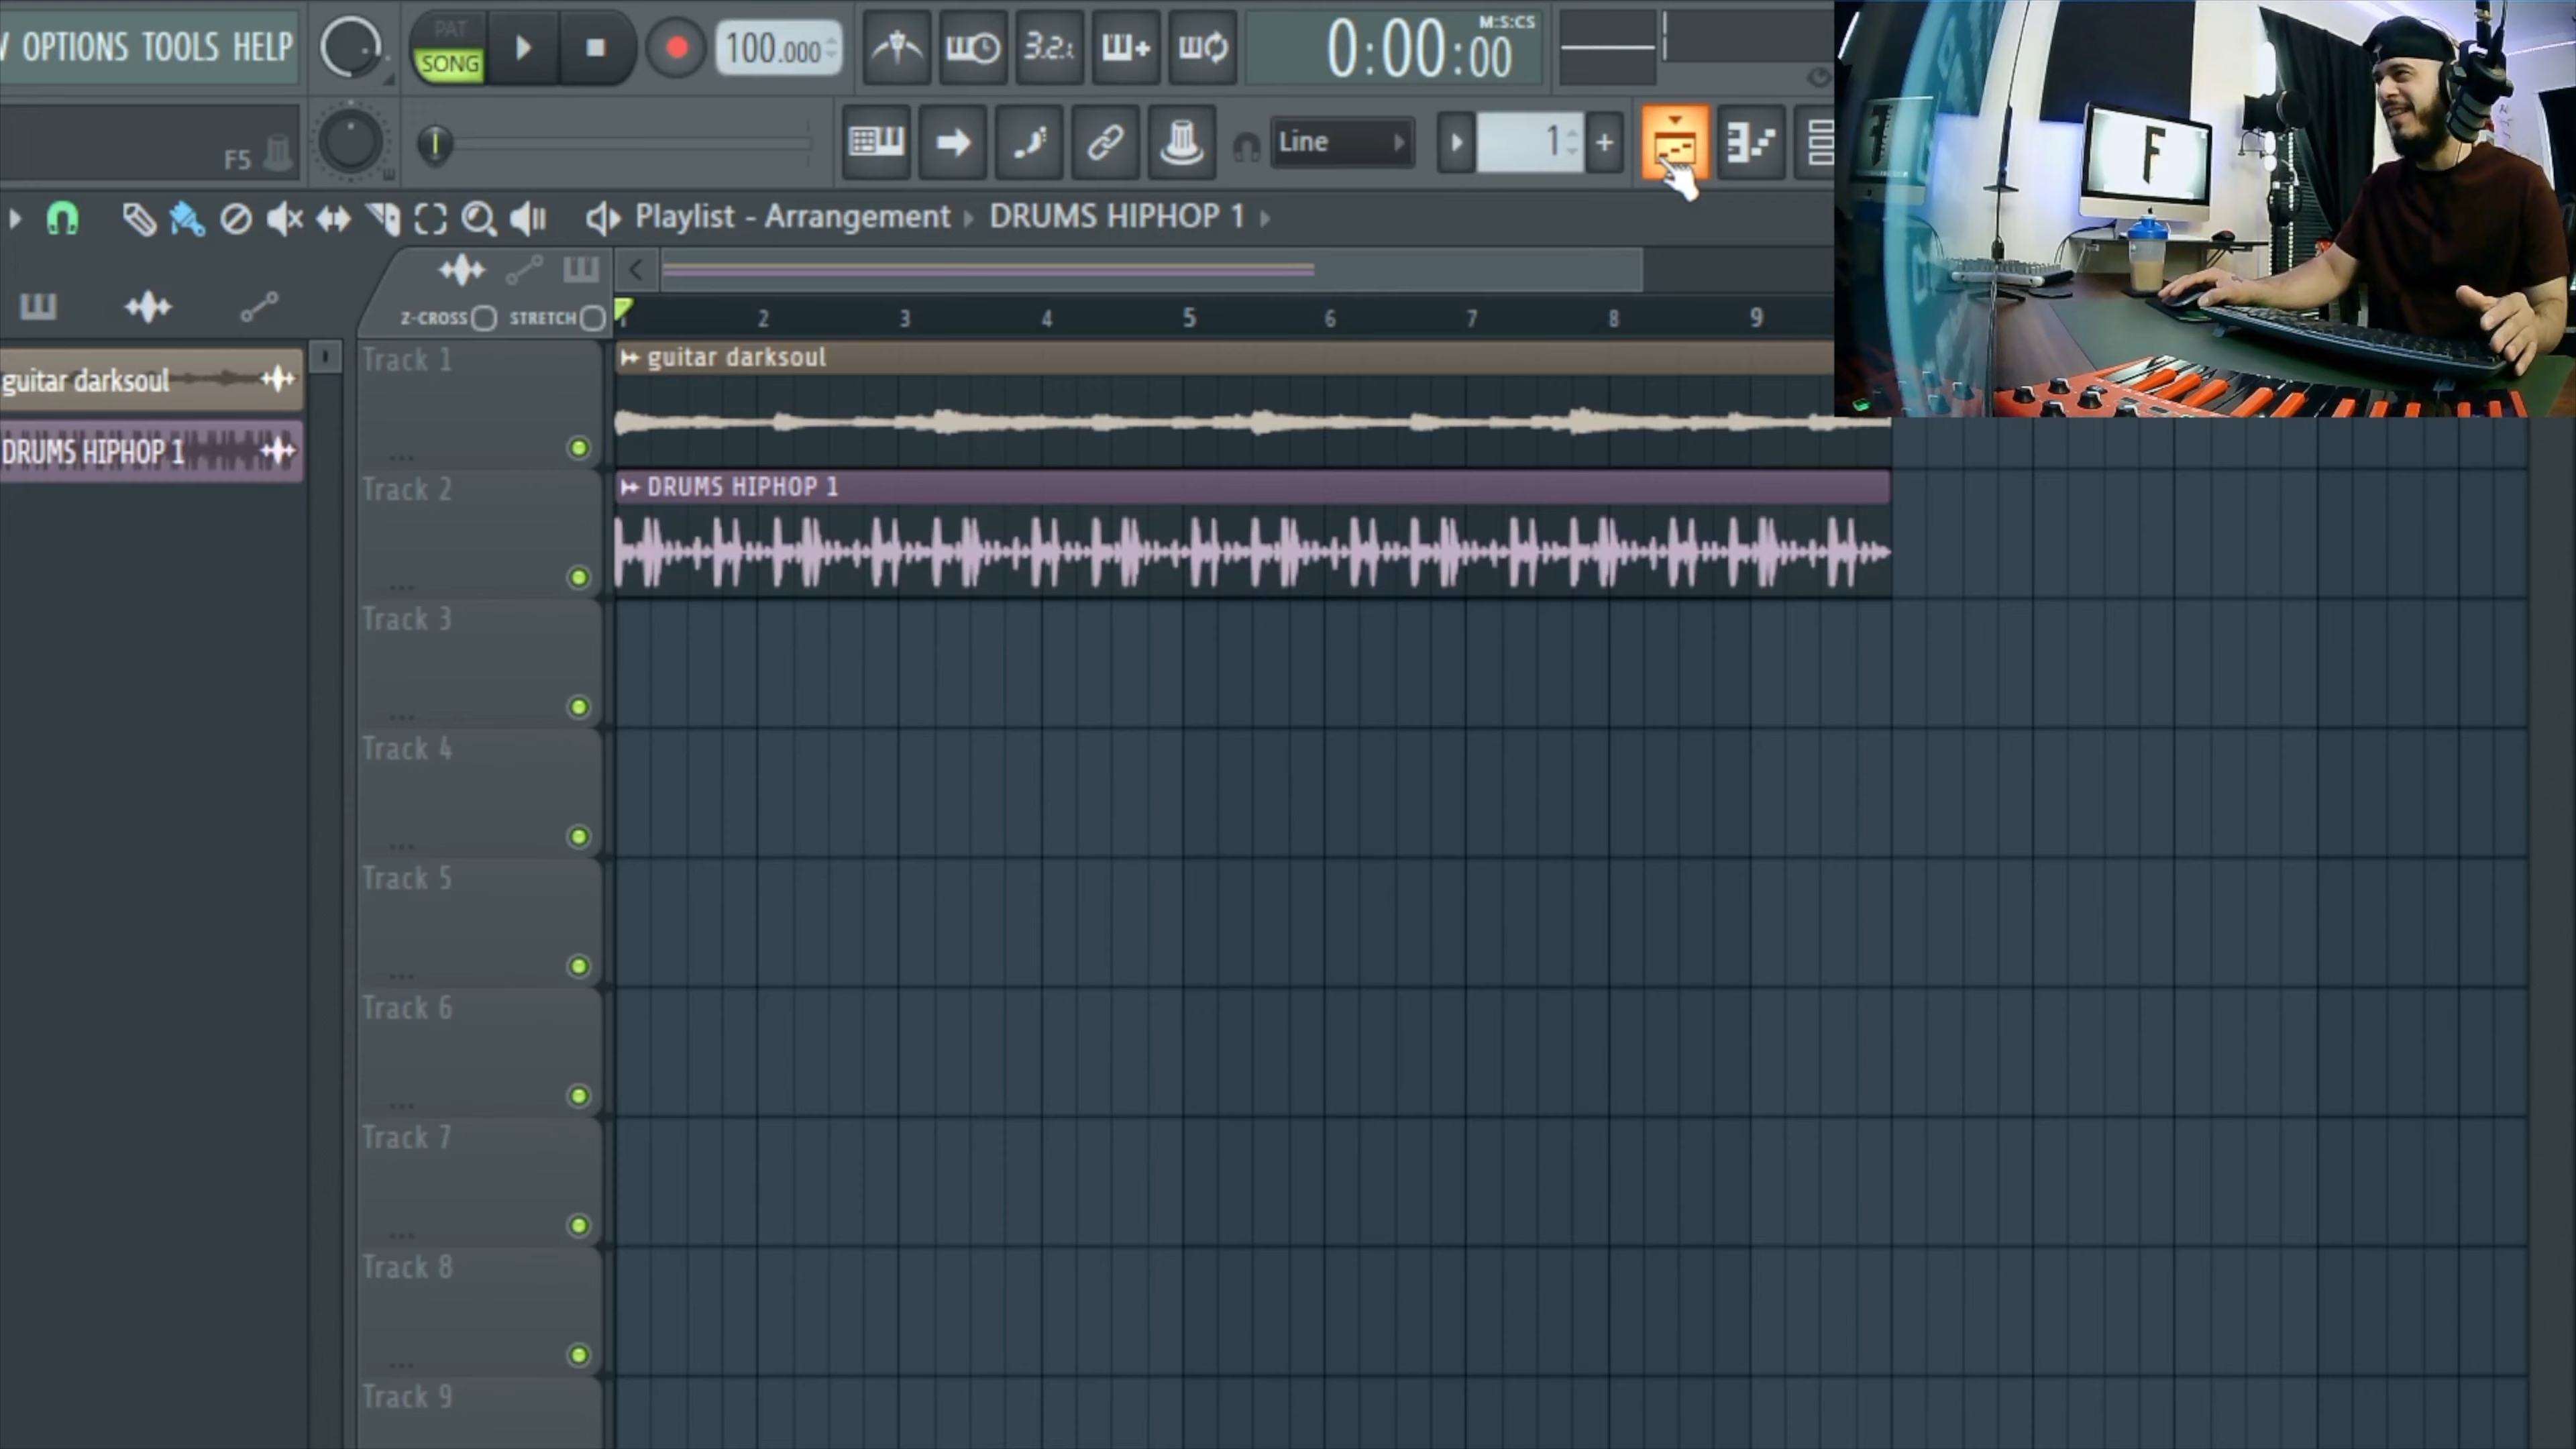 OPTIONS TOOLS HELP
PAT
SONG
100.000
3.2.
M:S:CS
0:00:00
F5
Line
1
F
Playlist - Arrangement DRUMS HIPHOP 1
Z-CROSS STRETCH
1 2 3 4 5 6 7 8 9
guitar darksoul
DRUMS HIPHOP 1
Track 1
guitar darksoul
Track 2
DRUMS HIPHOP 1
Track 3
Track 4
Track 5
Track 6
Track 7
Track 8
Track 9